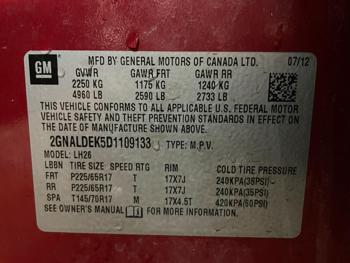 GM
MFD BY GENERAL MOTORS OF CANADA LTD. 07/12
GVWR GAWR FRT GAWR RR
2250 KG 1175 KG 1240 KG
4960 LB 2590 LB 2733 LB
THIS VEHICLE CONFORMS TO ALL APPLICABLE U.S. FEDERAL MOTOR
VEHICLE SAFETY AND THEFT PREVENTION STANDARDS IN EFFECT ON
THE DATE OF MANUFACTURE SHOWN ABOVE.
2GNALDEK5D1109133 TYPE: M.P.V.
MODEL: LH26
LBBN TIRE SIZE SPEED RTG RIM COLD TIRE PRESSURE
FRT P225/65R17 T 17X7J 240KPA(35PSI)
RR P225/65R17 T 17X7J 240KPA(35PSI)
SPA T145/70R17 M 17X4.5T 420KPA(60PSI)
SEE OWNER'S MANUAL FOR ADDITIONAL INFORMATION.